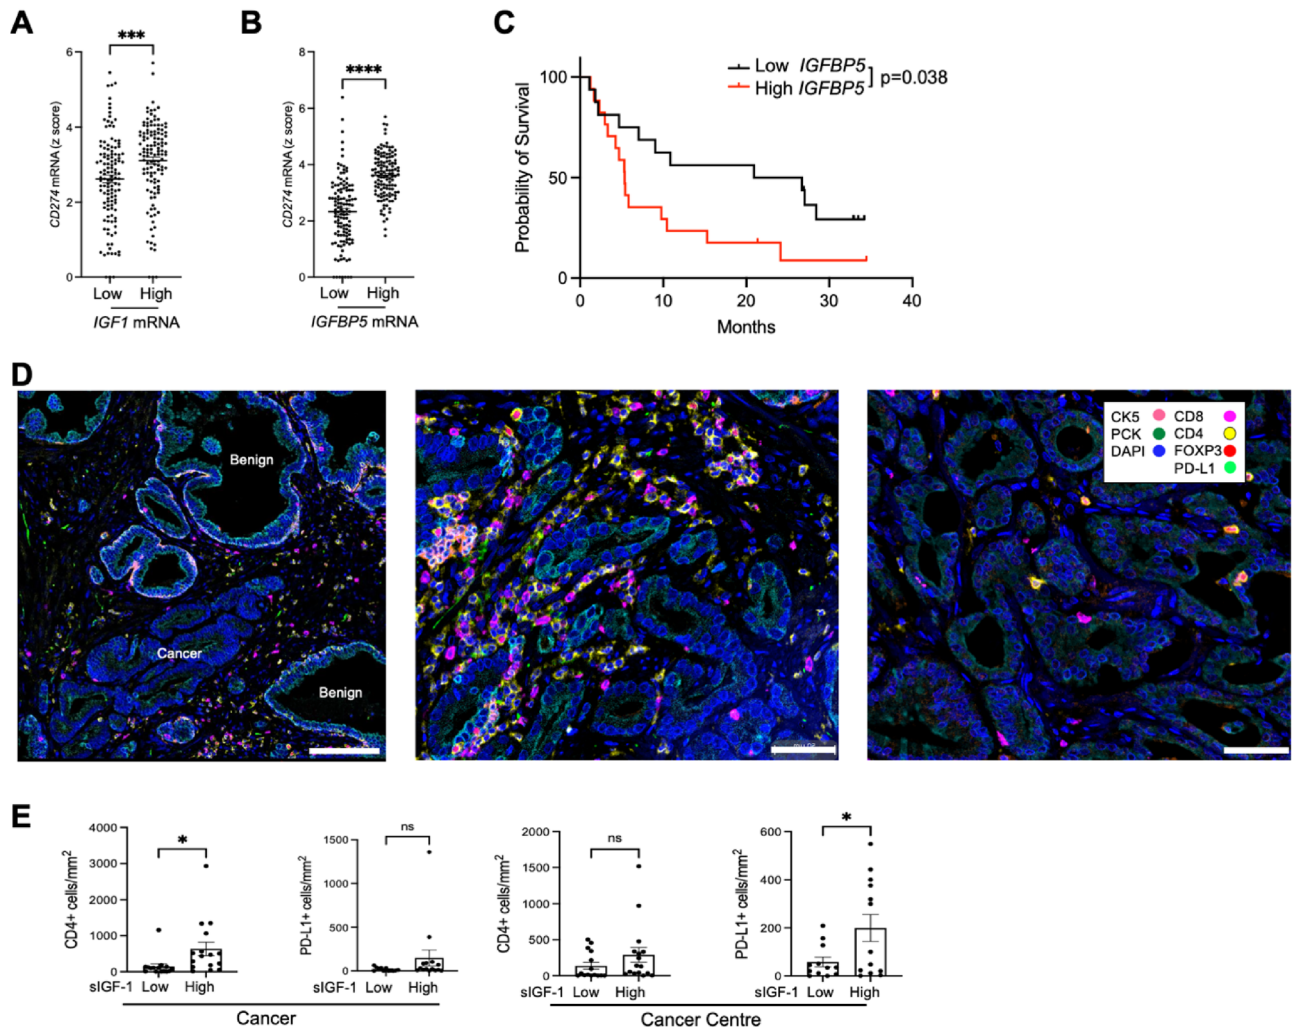 A
***
6
4
2
0
CD274 mRNA (z score)
Low High
IGF1 mRNA
B
****
8
6
4
2
0
CD274 mRNA (z score)
Low High
IGFBP5 mRNA
C
Low IGFBP5
High IGFBP5
p=0.038
100
50
0
Probability of Survival
0 10 20 30 40
Months
D
Benign
Cancer
Benign
CK5 CD8
PCK CD4
DAPI FOXP3
PD-L1
E
*
4000
3000
2000
1000
0
CD4+ cells/mm2
sIGF-1 Low High
ns
1500
1000
500
0
PD-L1+ cells/mm2
sIGF-1 Low High
Cancer
ns
2000
1500
1000
500
0
CD4+ cells/mm2
sIGF-1 Low High
*
600
400
200
0
PD-L1+ cells/mm2
sIGF-1 Low High
Cancer Centre